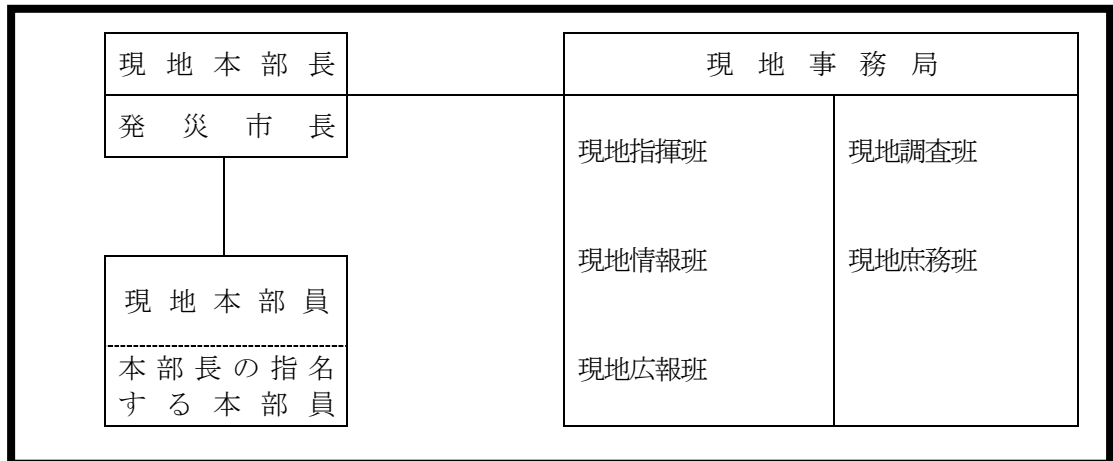 現地本部長
発災市長
現地本部員
本部長の指名
する本部員
現地事務局
現地指揮班
現地情報班
現地広報班
現地調査班
現地庶務班